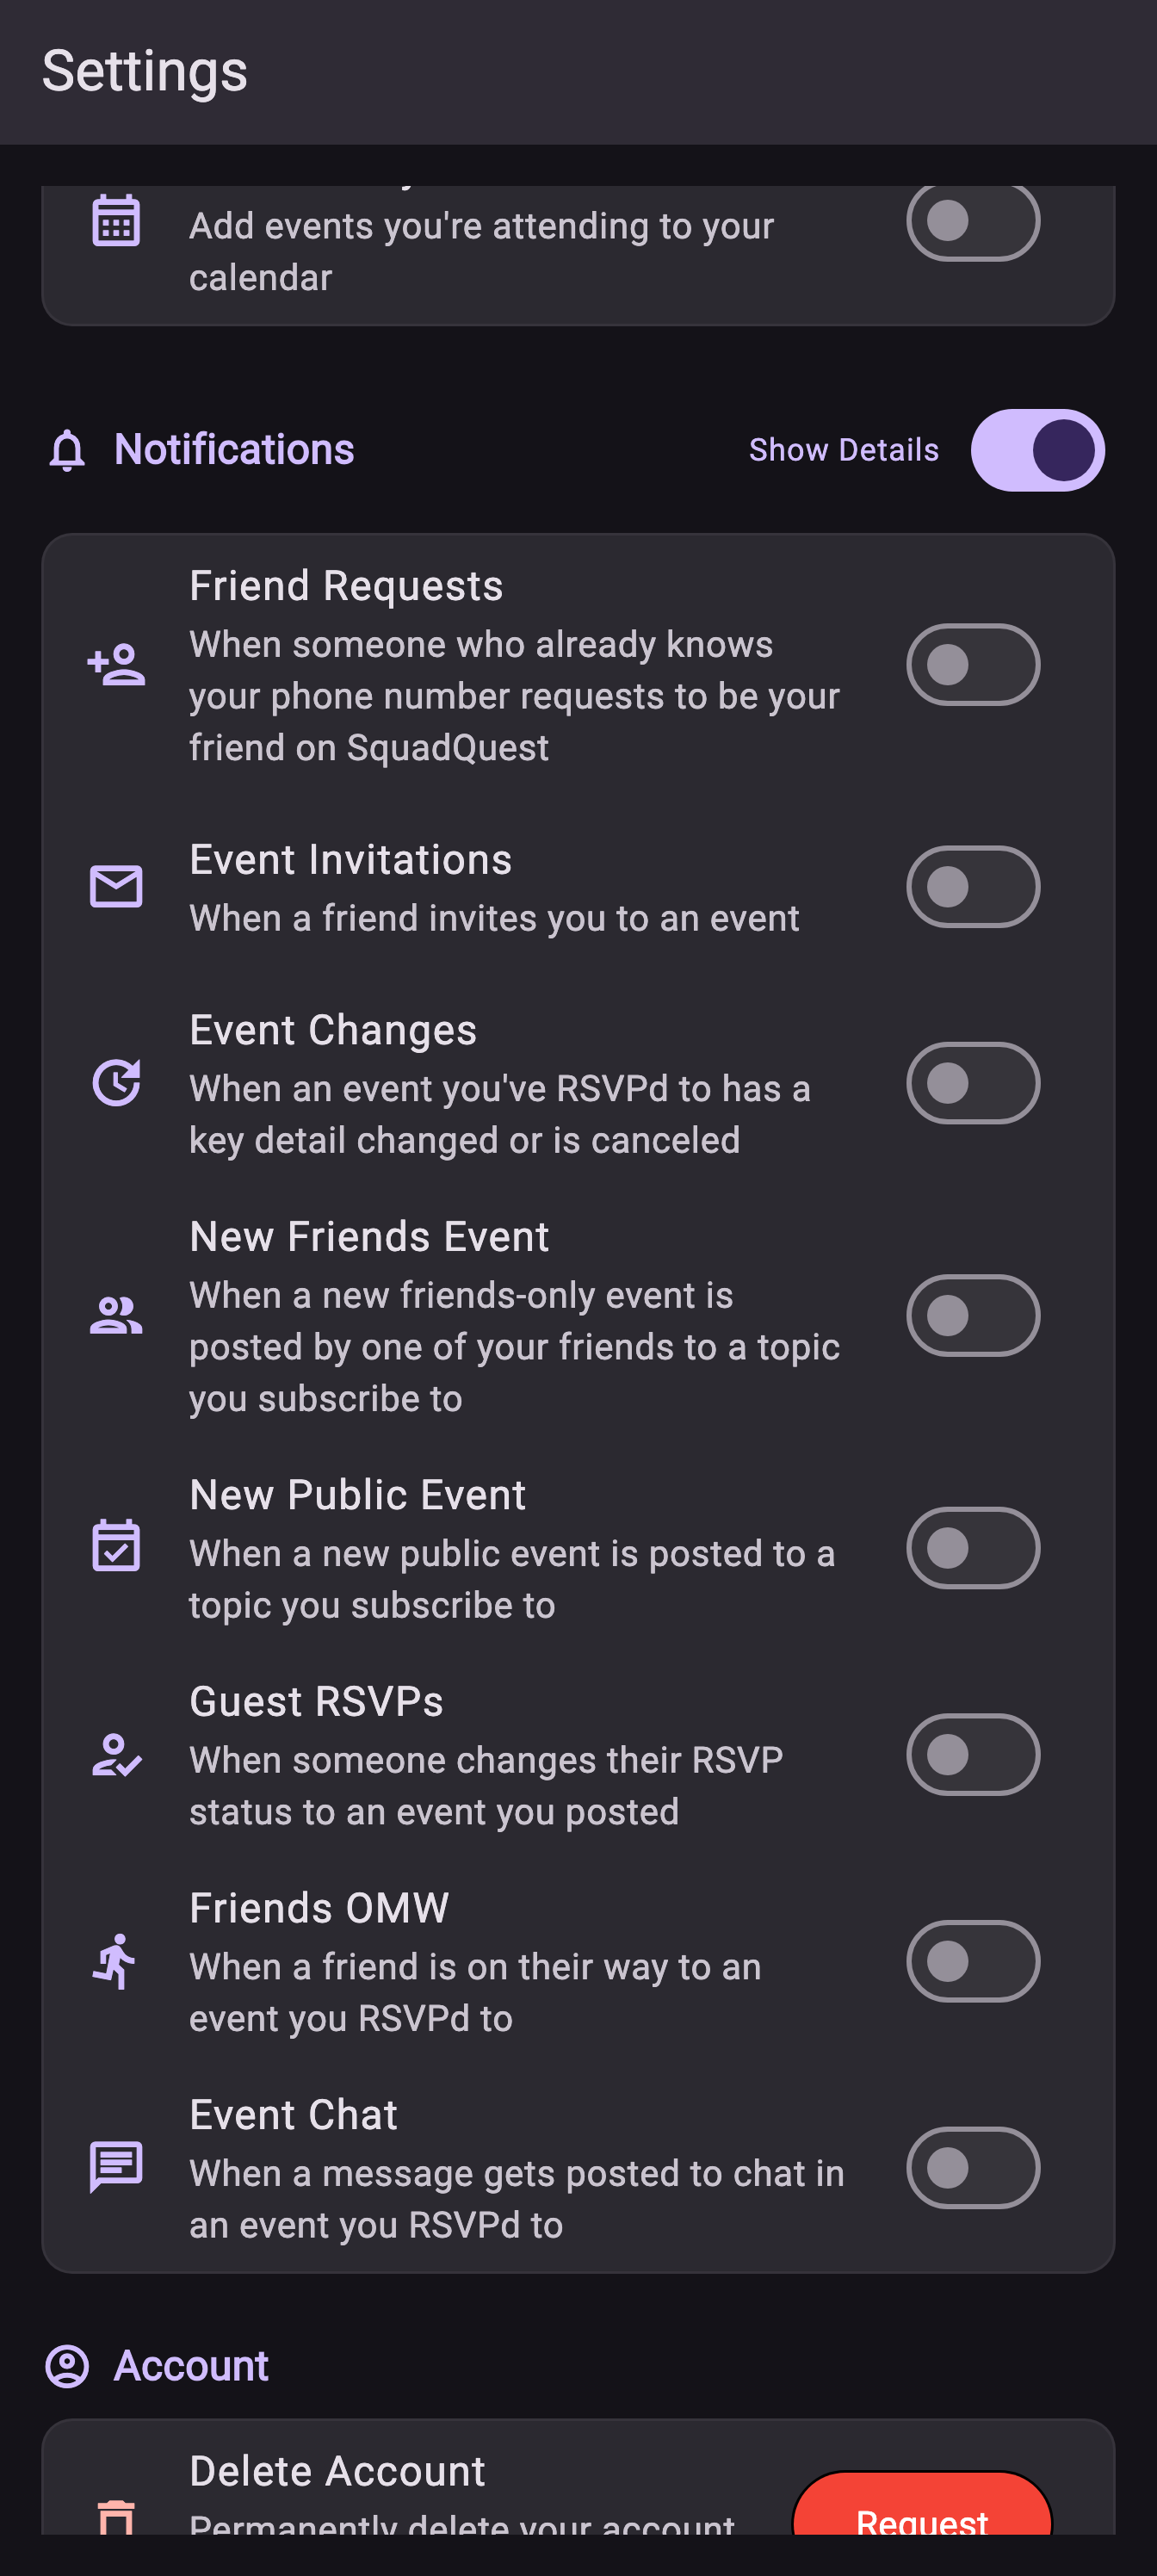 Settings
Add events you're attending to your
calendar
Notifications
Show Details
Friend Requests
When someone who already knows
your phone number requests to be your
friend on SquadQuest
Event Invitations
When a friend invites you to an event
Event Changes
When an event you've RSVPd to has a
key detail changed or is canceled
New Friends Event
When a new friends-only event is
posted by one of your friends to a topic
you subscribe to
New Public Event
When a new public event is posted to a
topic you subscribe to
Guest RSVPs
When someone changes their RSVP
status to an event you posted
Friends OMW
When a friend is on their way to an
event you RSVPd to
Event Chat
When a message gets posted to chat in
an event you RSVPd to
Account
Delete Account
Permanently delete your account
Request